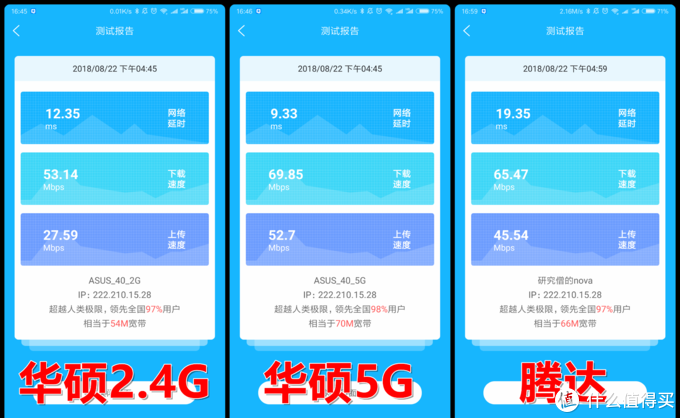 16:45
0.01K/s
75%
测试报告
2018/08/22 下午04:45
12.35
ms
网络
延时
53.14
Mbps
下载
速度
27.59
Mbps
上传
速度
ASUS_40_2G
IP: 222.210.15.28
超越人类极限，领先全国97%用户
相当于54M宽带
华硕2.4G
16:46
0.34K/s
75%
测试报告
2018/08/22 下午04:45
9.33
ms
网络
延时
69.85
Mbps
下载
速度
52.7
Mbps
上传
速度
ASUS_40_5G
IP: 222.210.15.28
超越人类极限，领先全国98%用户
相当于70M宽带
华硕5G
16:59
2.16M/s
71%
测试报告
2018/08/22 下午04:59
19.35
ms
网络
延时
65.47
Mbps
下载
速度
45.54
Mbps
上传
速度
研究僧的nova
IP: 222.210.15.28
超越人类极限，领先全国97%用户
相当于66M宽带
腾达
值 什么值得买